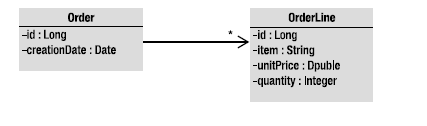 Order
-id : Long
-creationDate : Date
*
OrderLine
-id : Long
-item : String
-unitPrice : Dpuble
-quantity : Integer